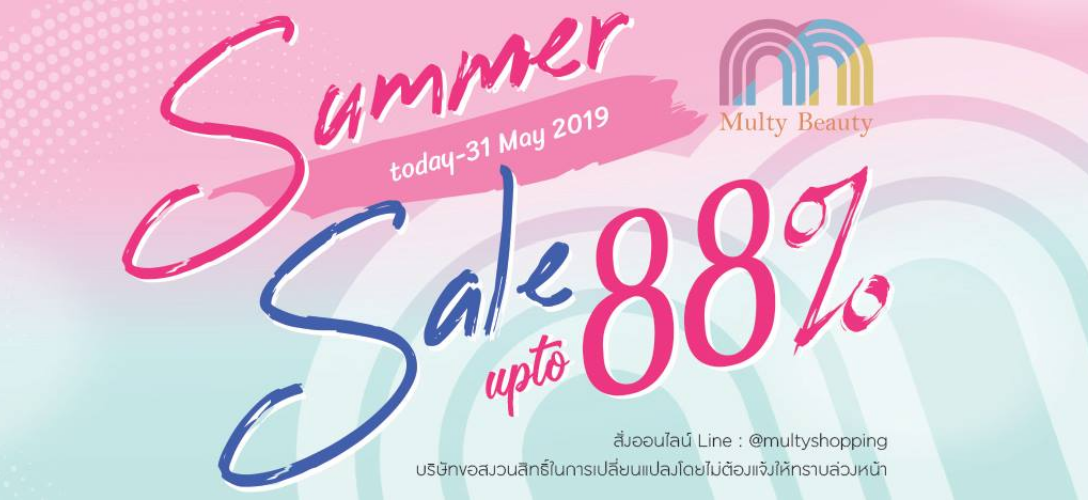 Summer
today-31 May 2019
Multy Beauty
Sale
upto 88%
สั่งออนไลน์ Line : @multyshopping
บริษัทขอสงวนสิทธิ์ในการเปลี่ยนแปลงโดยไม่ต้องแจ้งให้ทราบล่วงหน้า